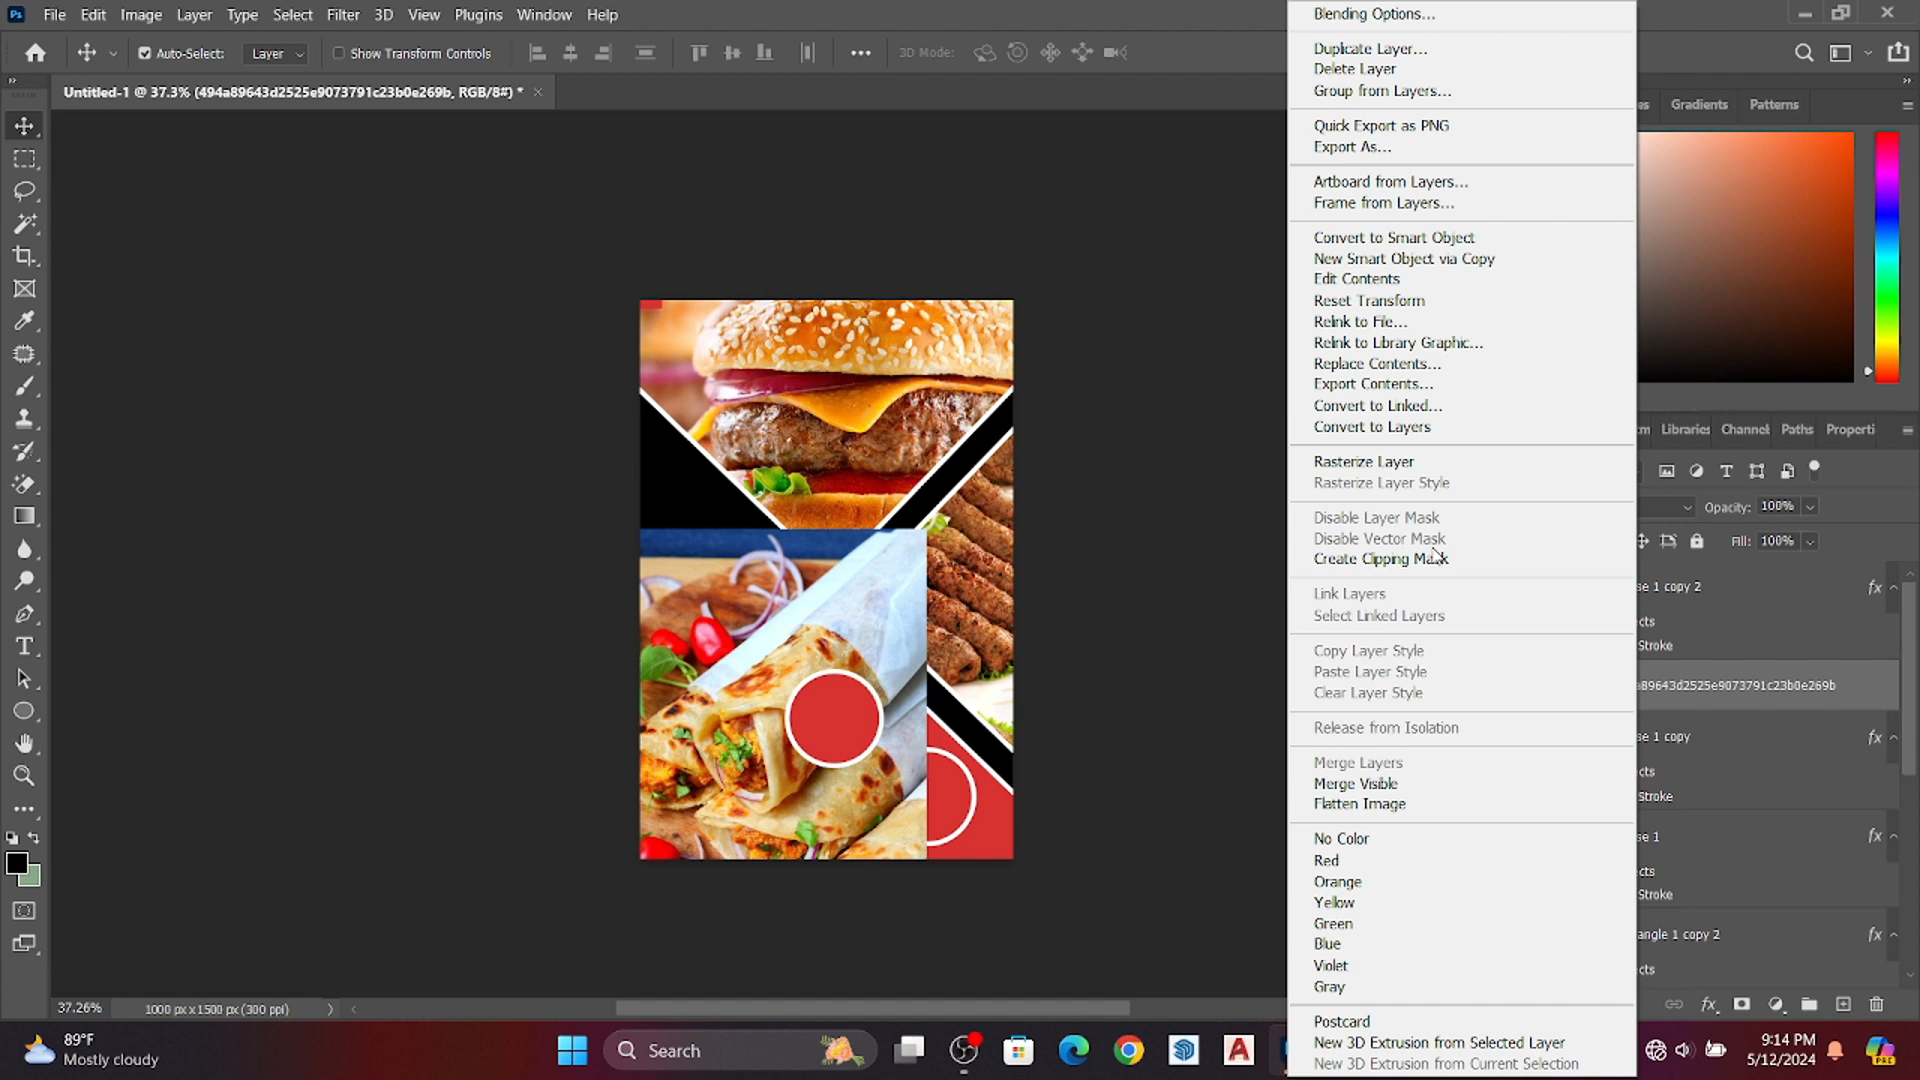 File Edit Image Layer Type Select Filter 3D View Plugins Window Help
Auto-Select: Layer Show Transform Controls 3D Mode:
Untitled-1 @ 37.3% (494a89643d2525e9073791c23b0e269b, RGB/8#) *
Blending Options...
Duplicate Layer...
Delete Layer
Group from Layers...
Quick Export as PNG
Export As...
Artboard from Layers...
Frame from Layers...
Convert to Smart Object
New Smart Object via Copy
Edit Contents
Reset Transform
Relink to File...
Relink to Library Graphic...
Replace Contents...
Export Contents...
Convert to Linked...
Convert to Layers
Rasterize Layer
Rasterize Layer Style
Disable Layer Mask
Disable Vector Mask
Create Clipping Mask
Link Layers
Select Linked Layers
Copy Layer Style
Paste Layer Style
Clear Layer Style
Release from Isolation
Merge Layers
Merge Visible
Flatten Image
No Color
Red
Orange
Yellow
Green
Blue
Violet
Gray
Postcard
New 3D Extrusion from Selected Layer
New 3D Extrusion from Current Selection
es Gradients Patterns
Libraries Channel Paths Properti
Opacity: 100%
Fill: 100%
se 1 copy 2
cts
Stroke
a89643d2525e9073791c23b0e269b
se 1 copy
cts
Stroke
se 1
cts
Stroke
angle 1 copy 2
cts
37.26% 1000 px x 1500 px (300 ppi)
89°F
Mostly cloudy
Search
9:14 PM
5/12/2024